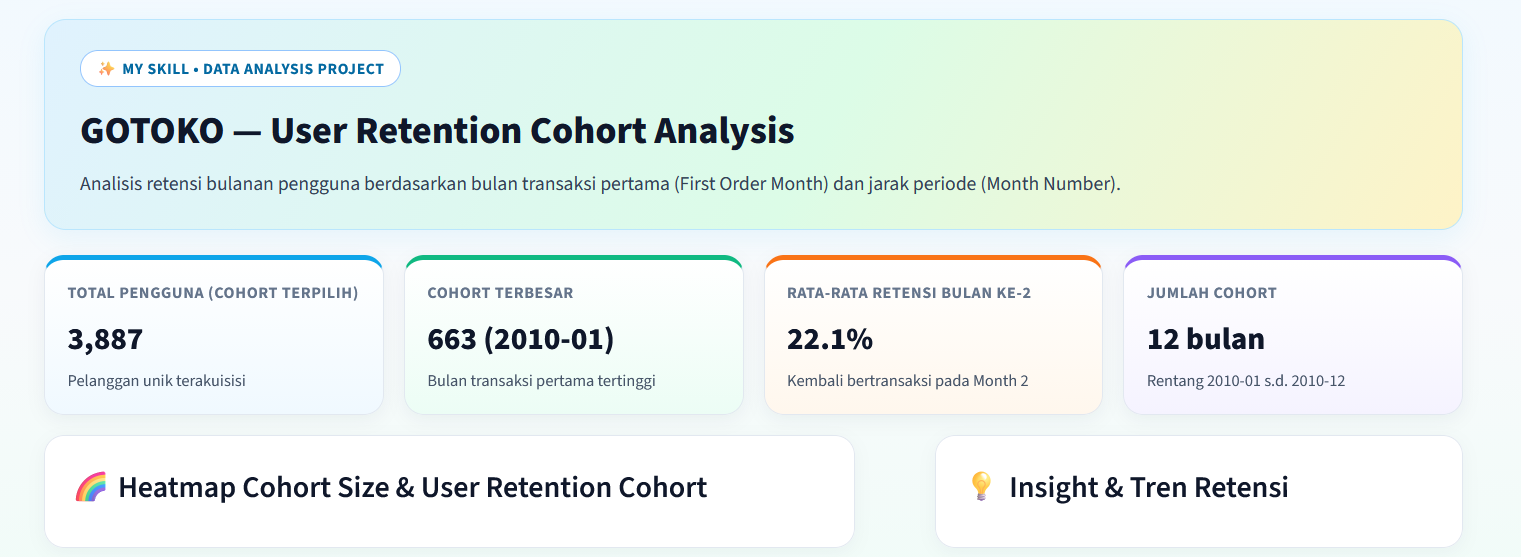 ✨ MY SKILL • DATA ANALYSIS PROJECT
GOTOKO — User Retention Cohort Analysis
Analisis retensi bulanan pengguna berdasarkan bulan transaksi pertama (First Order Month) dan jarak periode (Month Number).
TOTAL PENGGUNA (COHORT TERPILIH)
3,887
Pelanggan unik terakuisisi
COHORT TERBESAR
663 (2010-01)
Bulan transaksi pertama tertinggi
RATA-RATA RETENSI BULAN KE-2
22.1%
Kembali bertransaksi pada Month 2
JUMLAH COHORT
12 bulan
Rentang 2010-01 s.d. 2010-12
🌈 Heatmap Cohort Size & User Retention Cohort
💡 Insight & Tren Retensi